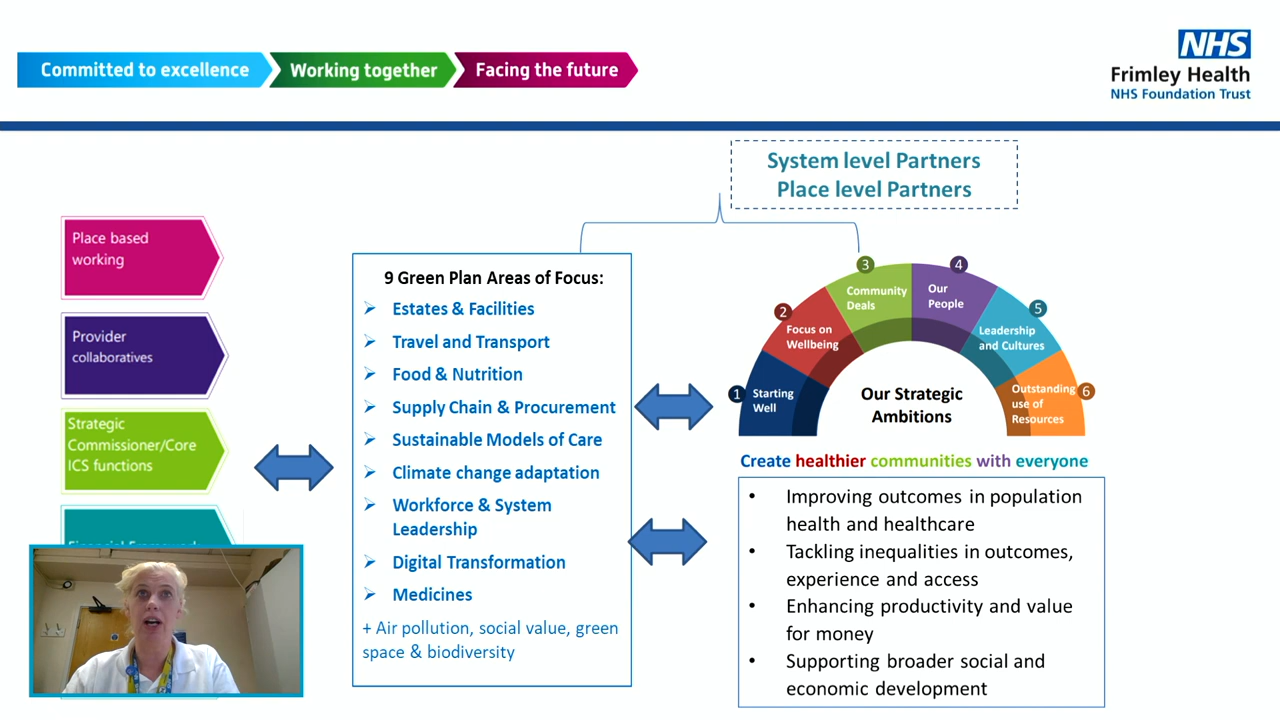 Committed to excellence
Working together
Facing the future
NHS
Frimley Health
NHS Foundation Trust
System level Partners
Place level Partners
Place based
working
Provider
collaboratives
Strategic
Commissioner/Core
ICS functions
9 Green Plan Areas of Focus:
Estates & Facilities
Travel and Transport
Food & Nutrition
Supply Chain & Procurement
Sustainable Models of Care
Climate change adaptation
Workforce & System
Leadership
Digital Transformation
Medicines
+ Air pollution, social value, green
space & biodiversity
1
Starting
Well
2
Focus on
Wellbeing
3
Community
Deals
4
Our
People
5
Leadership
and Cultures
6
Outstanding
use of
Resources
Our Strategic
Ambitions
Create healthier communities with everyone
• Improving outcomes in population
health and healthcare
• Tackling inequalities in outcomes,
experience and access
• Enhancing productivity and value
for money
• Supporting broader social and
economic development